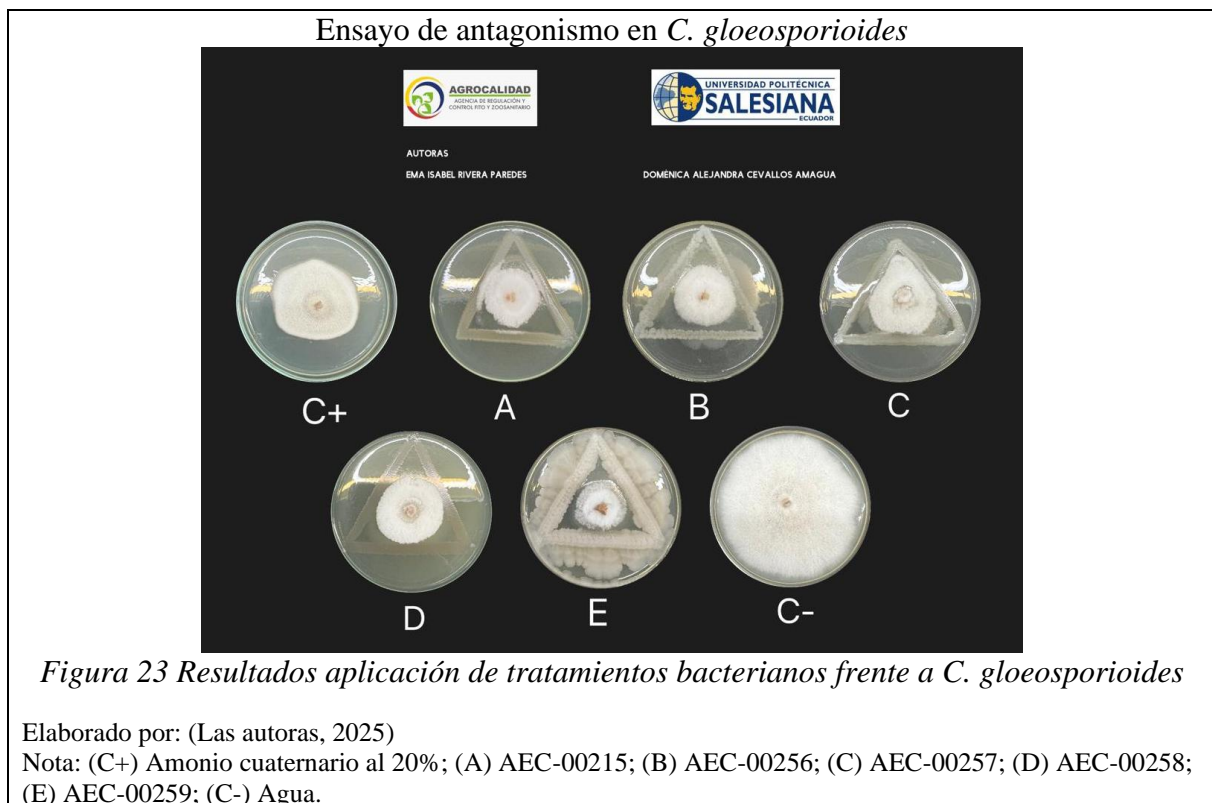 Ensayo de antagonismo en C. gloeosporioides
AGROCALIDAD
AGENCIA DE REGULACIÓN Y
CONTROL FITO Y ZOOSANITARIO
UNIVERSIDAD POLITÉCNICA
SALESIANA
ECUADOR
AUTORAS
EMA ISABEL RIVERA PAREDES
DOMÉNICA ALEJANDRA CEVALLOS AMAGUA
C+
A
B
C
D
E
C-
Figura 23 Resultados aplicación de tratamientos bacterianos frente a C. gloeosporioides
Elaborado por: (Las autoras, 2025)
Nota: (C+) Amonio cuaternario al 20%; (A) AEC-00215; (B) AEC-00256; (C) AEC-00257; (D) AEC-00258;
(E) AEC-00259; (C-) Agua.